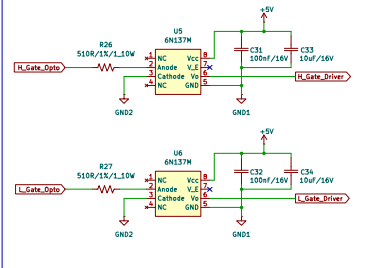 +5V
R26
510R/1%/1_10W
U5
6N137M
C31
100nF/16V
C33
10uF/16V
H_Gate_Opto
1 NC Vcc 8
2 Anode V_E 7
3 Cathode Vo 6
4 NC GND 5
H_Gate_Driver
GND2
GND1
+5V
R27
510R/1%/1_10W
U6
6N137M
C32
100nF/16V
C34
10uF/16V
L_Gate_Opto
1 NC Vcc 8
2 Anode V_E 7
3 Cathode Vo 6
4 NC GND 5
L_Gate_Driver
GND2
GND1